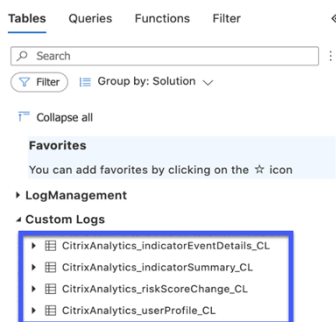 Tables Queries Functions Filter
Search
Filter Group by: Solution
Collapse all
Favorites
You can add favorites by clicking on the ☆ icon
LogManagement
Custom Logs
CitrixAnalytics_indicatorEventDetails_CL
CitrixAnalytics_indicatorSummary_CL
CitrixAnalytics_riskScoreChange_CL
CitrixAnalytics_userProfile_CL